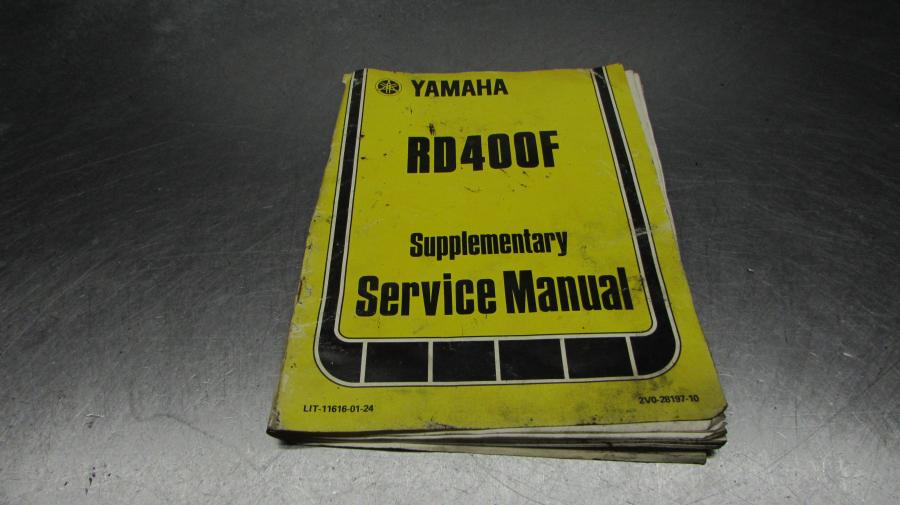 YAMAHA
RD400F
Supplementary
Service Manual
LIT-11616-01-24
2V0-28197-10